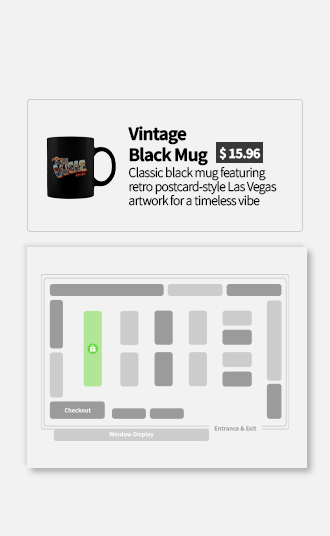 Vintage
Black Mug $ 15.96
Classic black mug featuring
retro postcard-style Las Vegas
artwork for a timeless vibe
Checkout
Entrance & Exit
Window Display